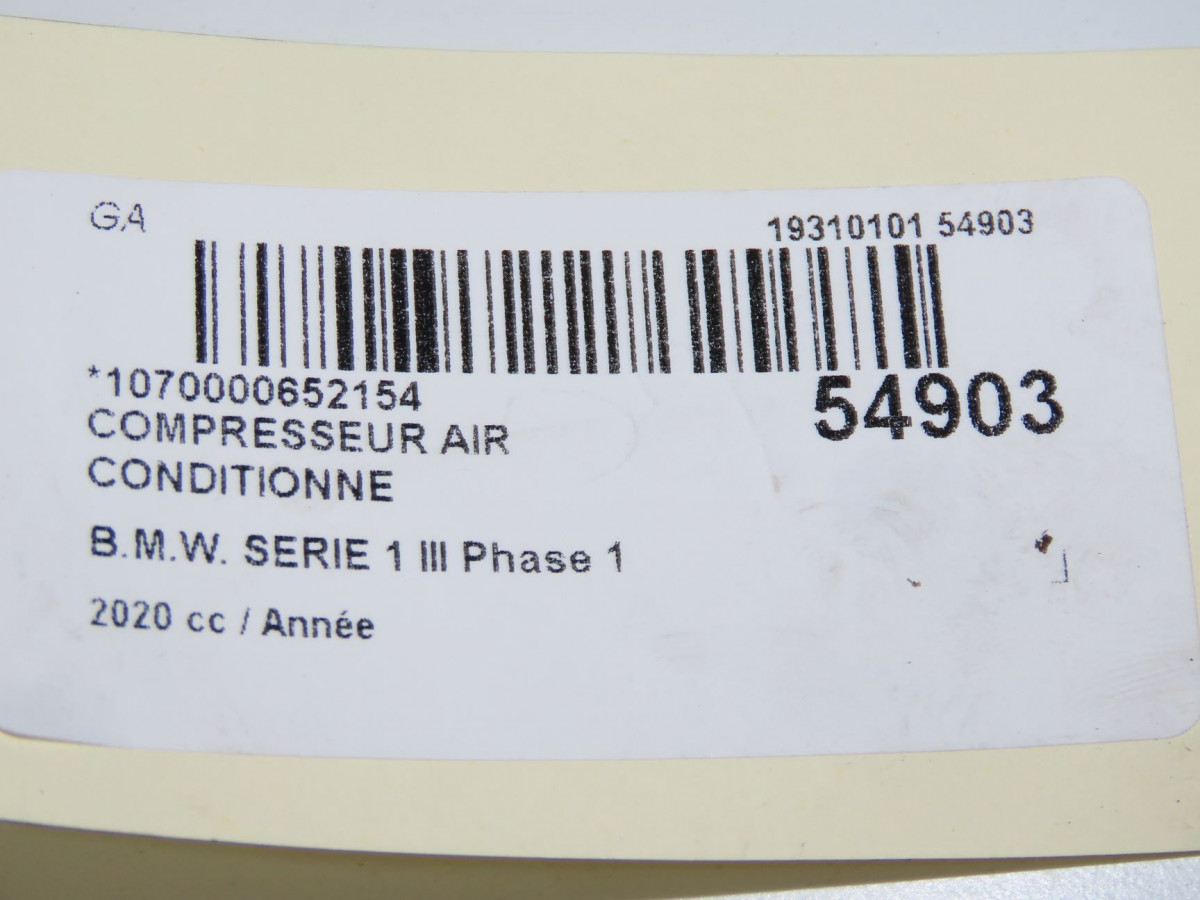 GA
19310101 54903
*1070000652154
54903
COMPRESSEUR AIR
CONDITIONNE
B.M.W. SERIE 1 III Phase 1
2020 cc / Année